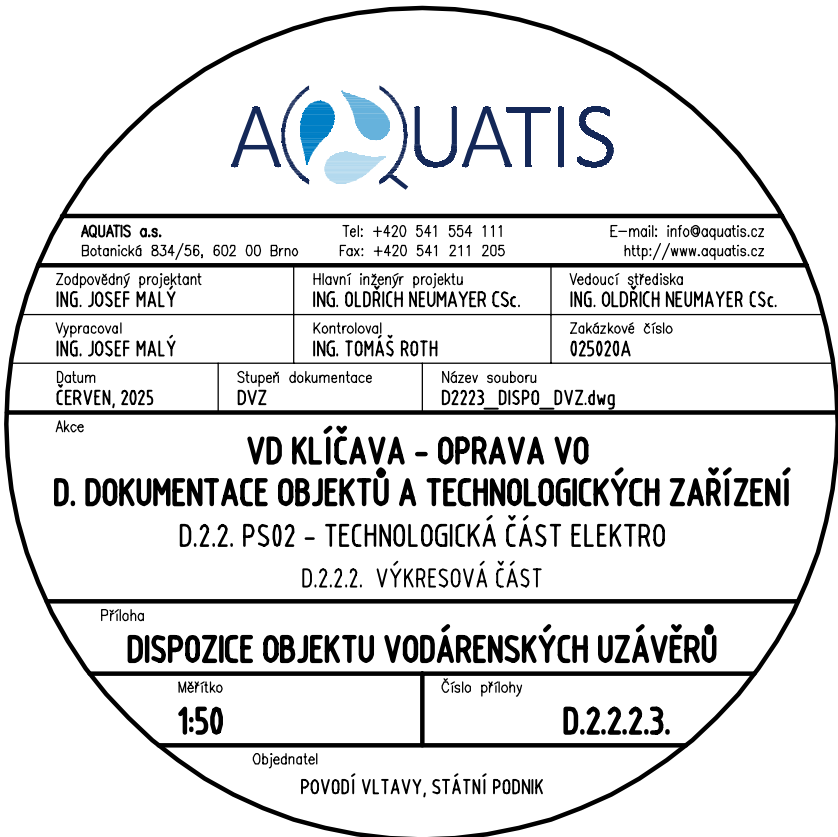 AQUATIS
AQUATIS a.s. Tel: +420 541 554 111 E-mail: info@aquatis.cz
Botanická 834/56, 602 00 Brno Fax: +420 541 211 205 http://www.aquatis.cz
Zodpovědný projektant Hlavní inženýr projektu Vedoucí střediska
ING. JOSEF MALÝ ING. OLDŘICH NEUMAYER CSc. ING. OLDŘICH NEUMAYER CSc.
Vypracoval Kontroloval Zakázkové číslo
ING. JOSEF MALÝ ING. TOMÁŠ ROTH 025020A
Datum Stupeň dokumentace Název souboru
ČERVEN, 2025 DVZ D2223_DISPO_DVZ.dwg
Akce
VD KLÍČAVA - OPRAVA VO
D. DOKUMENTACE OBJEKTŮ A TECHNOLOGICKÝCH ZAŘÍZENÍ
D.2.2. PS02 - TECHNOLOGICKÁ ČÁST ELEKTRO
D.2.2.2. VÝKRESOVÁ ČÁST
Příloha
DISPOZICE OBJEKTU VODÁRENSKÝCH UZÁVĚRŮ
Měřítko Číslo přílohy
1:50 D.2.2.2.3.
Objednatel
POVODÍ VLTAVY, STÁTNÍ PODNIK